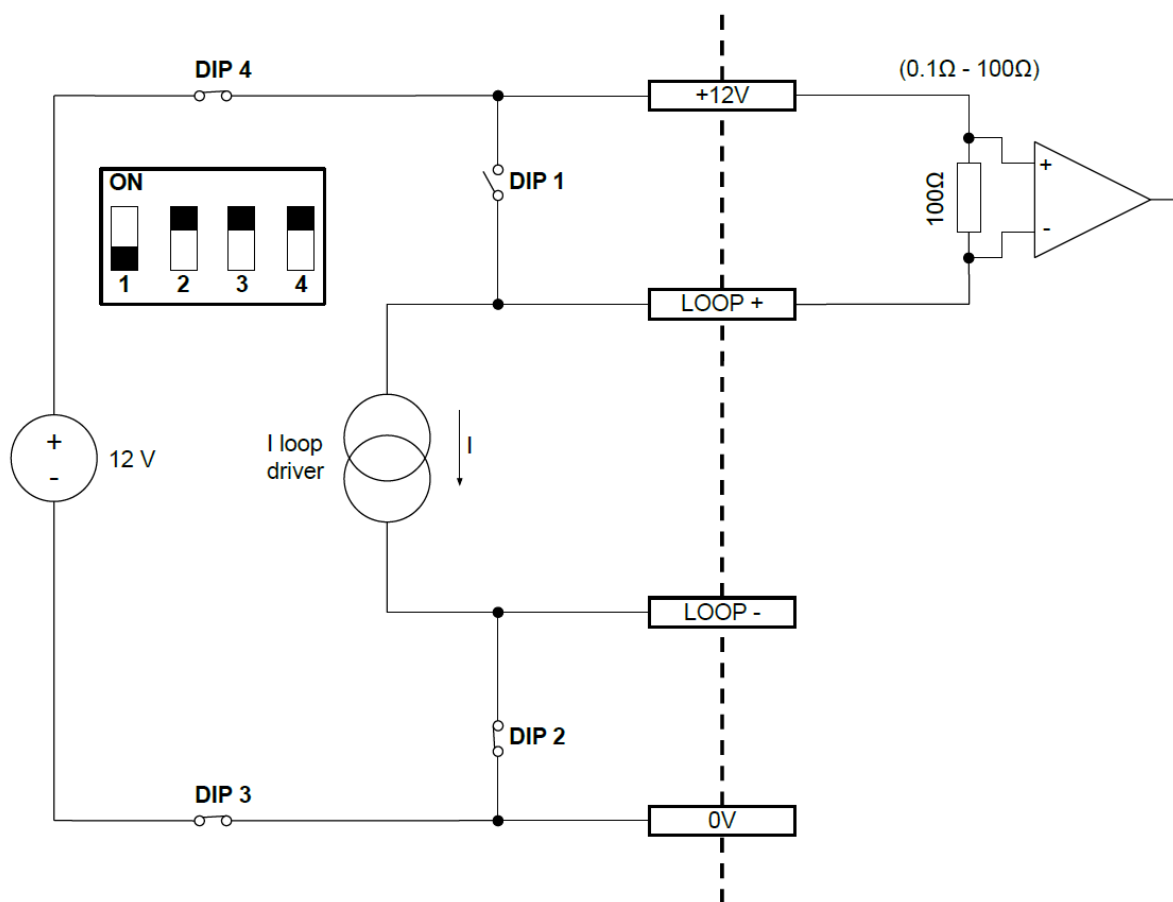 DIP 4
(0.1Ω - 100Ω)
+12V
ON
1 2 3 4
DIP 1
100Ω
+
-
LOOP +
+
-
12 V
I loop
driver
I
LOOP -
DIP 2
DIP 3
0V